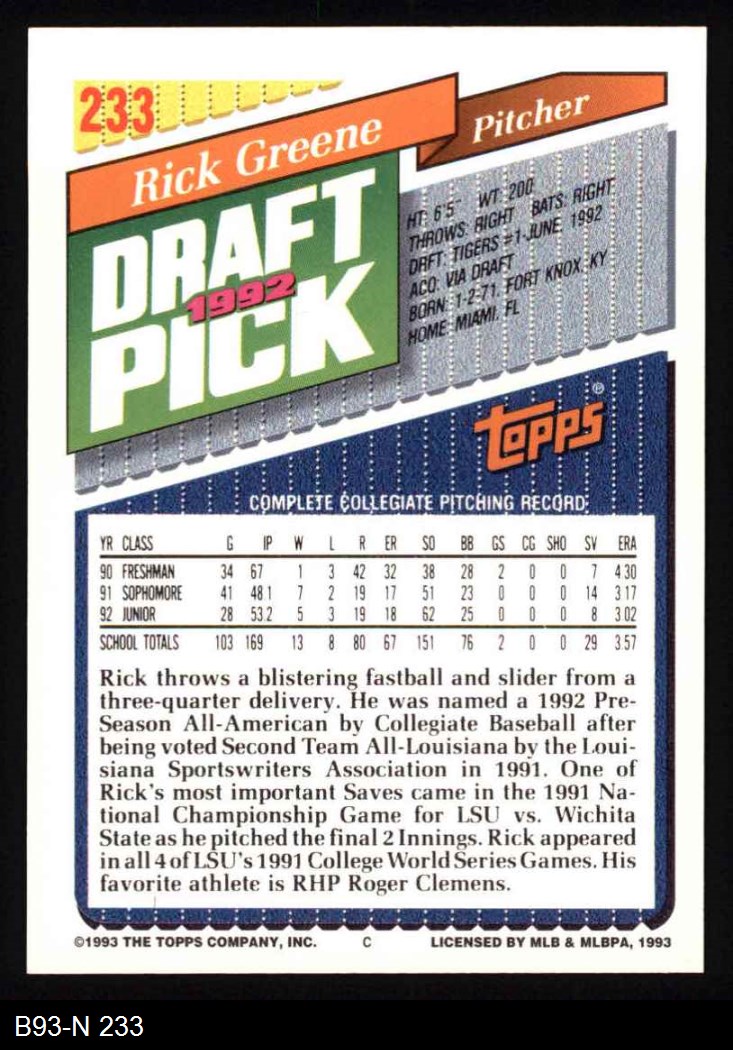 233
Rick Greene
Pitcher
DRAFT
1992
PICK
HT: 6'5" WT: 200
THROWS: RIGHT BATS: RIGHT
DRFT: TIGERS #1-JUNE, 1992
ACQ: VIA DRAFT
BORN: 1-2-71, FORT KNOX, KY
HOME: MIAMI, FL
Topps®
COMPLETE COLLEGIATE PITCHING RECORD:
YR CLASS G IP W L R ER SO BB GS CG SHO SV ERA
90 FRESHMAN 34 67 1 3 42 32 38 28 2 0 0 7 4.30
91 SOPHOMORE 41 48.1 7 2 19 17 51 23 0 0 0 14 3.17
92 JUNIOR 28 53.2 5 3 19 18 62 25 0 0 0 8 3.02
SCHOOL TOTALS 103 169 13 8 80 67 151 76 2 0 0 29 3.57
Rick throws a blistering fastball and slider from a
three-quarter delivery. He was named a 1992 Pre-
Season All-American by Collegiate Baseball after
being voted Second Team All-Louisiana by the Loui-
siana Sportswriters Association in 1991. One of
Rick's most important Saves came in the 1991 Na-
tional Championship Game for LSU vs. Wichita
State as he pitched the final 2 Innings. Rick appeared
in all 4 of LSU's 1991 College World Series Games. His
favorite athlete is RHP Roger Clemens.
©1993 THE TOPPS COMPANY, INC. C LICENSED BY MLB & MLBPA, 1993
B93-N 233